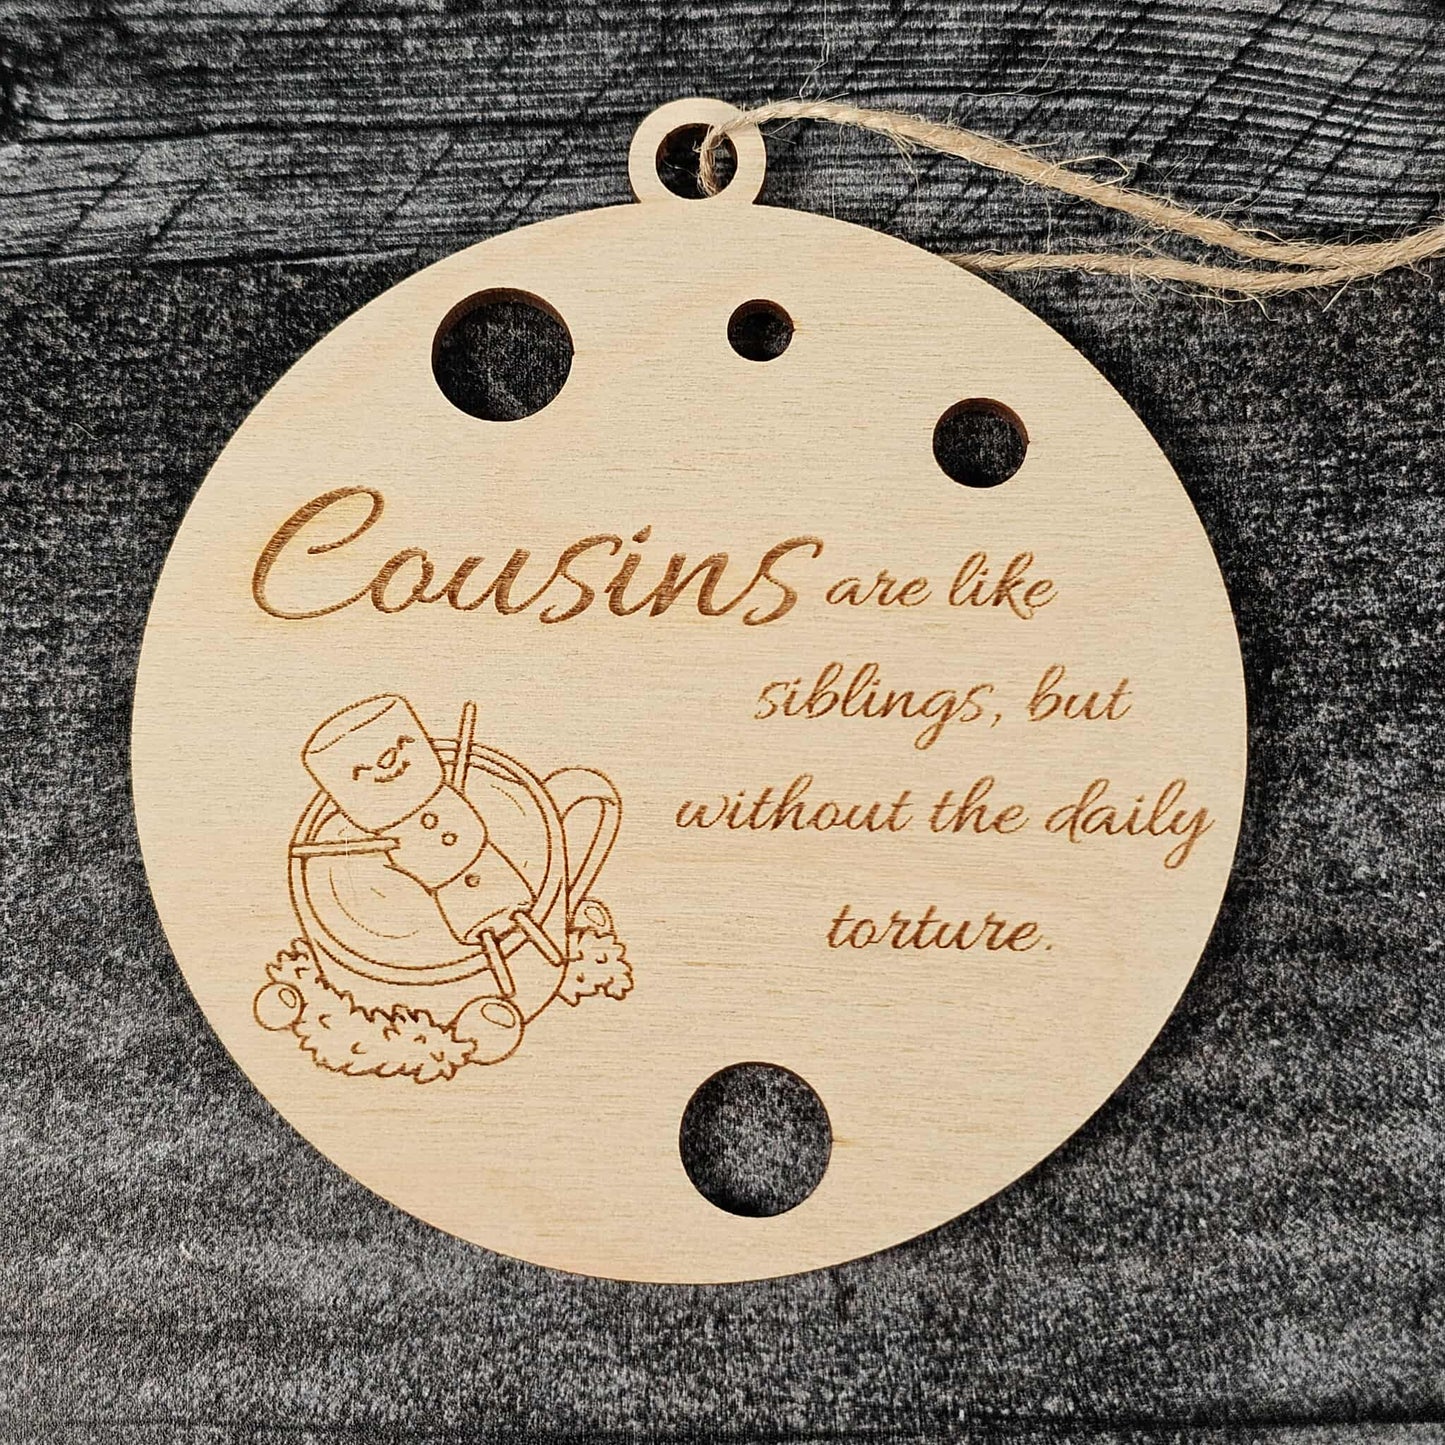 Cousins are like
siblings, but
without the daily
torture.